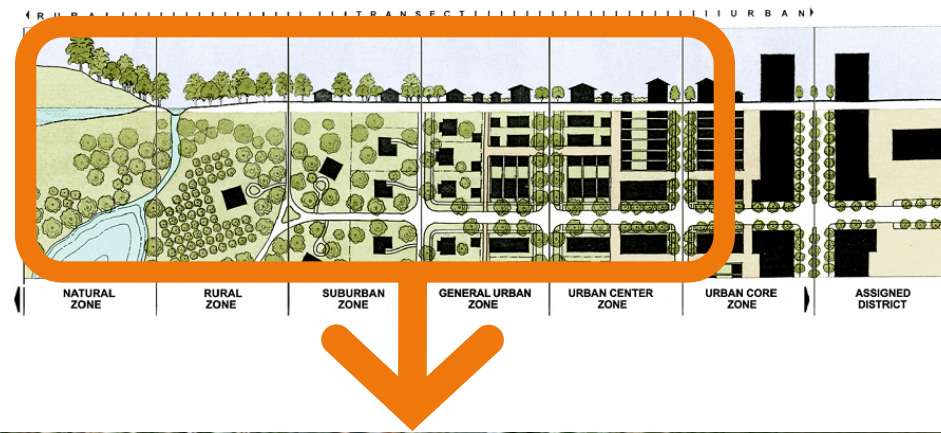 RURAL TRANSECT URBAN
NATURAL ZONE
RURAL ZONE
SUBURBAN ZONE
GENERAL URBAN ZONE
URBAN CENTER ZONE
URBAN CORE ZONE
ASSIGNED DISTRICT